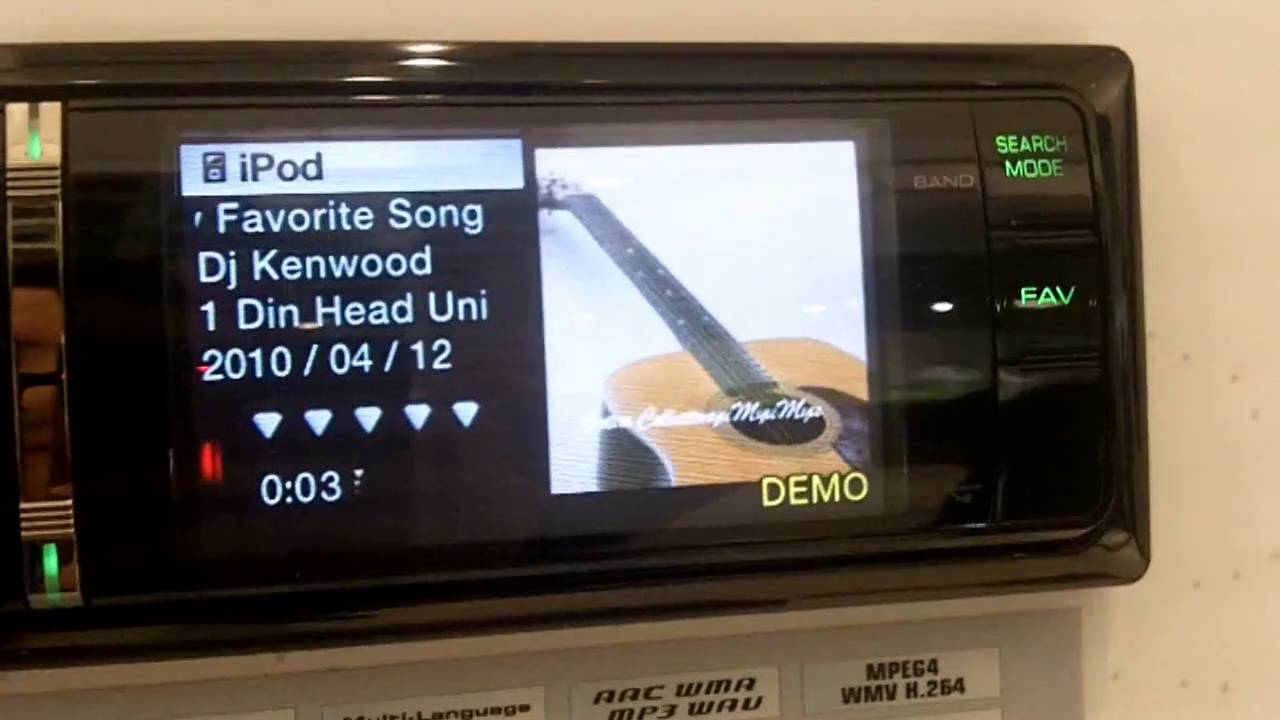 iPod
Favorite Song
Dj Kenwood
1 Din Head Uni
2010 / 04 / 12
0:03
DEMO
BAND
SEARCH
MODE
FAV
Multi-Language
AAC WMA
MP3 WAV
MPEG4
WMV H.264